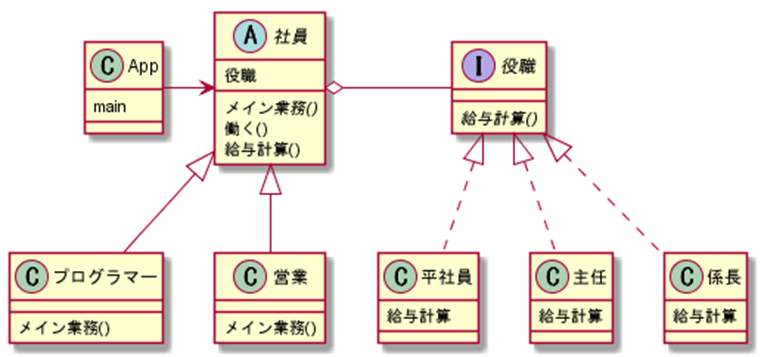 C App
main
A 社員
役職
メイン業務()
働く()
給与計算()
I 役職
給与計算()
C プログラマー
メイン業務()
C 営業
メイン業務()
C 平社員
給与計算
C 主任
給与計算
C 係長
給与計算